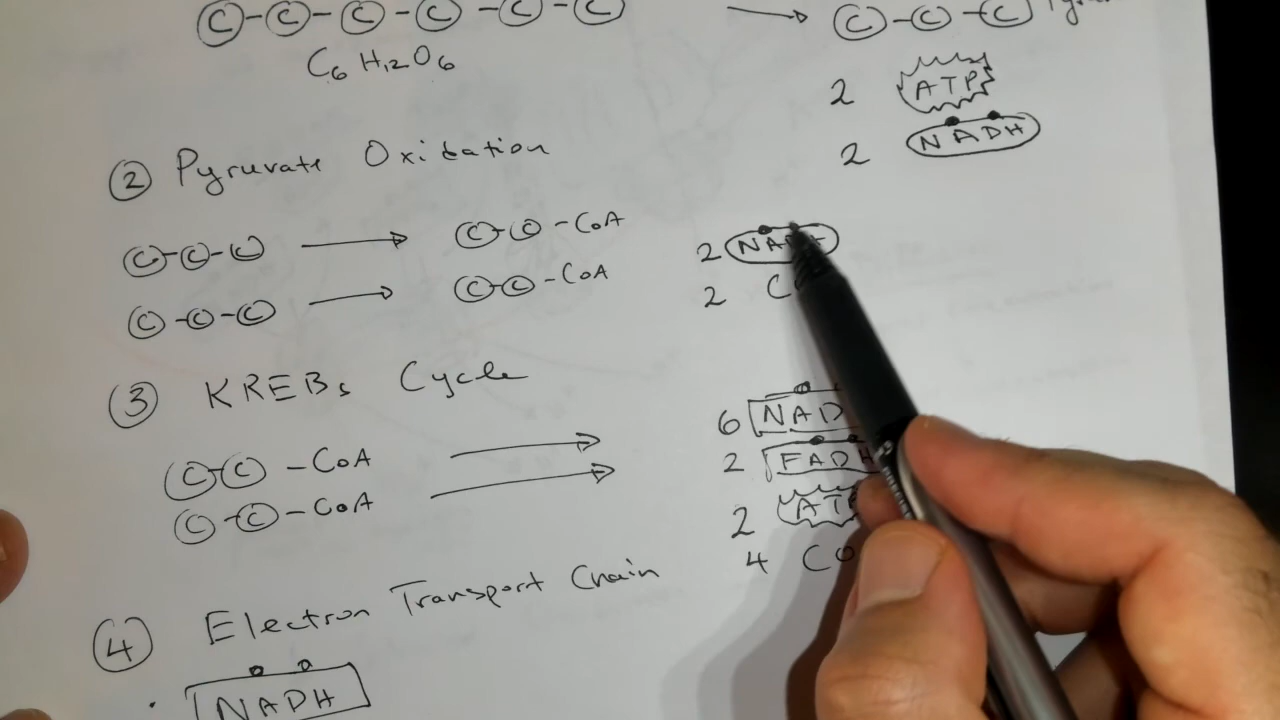 C-C-C-C-C-C → C-C-C
C6H12O6
2 ATP
2 NADH
② Pyruvate Oxidation
C-C-C → C-C-CoA 2
C-C-C → C-C-CoA 2
③ KREBs Cycle
6
C-C-CoA → 2
C-C-CoA → 2
4
④ Electron Transport Chain
NADH